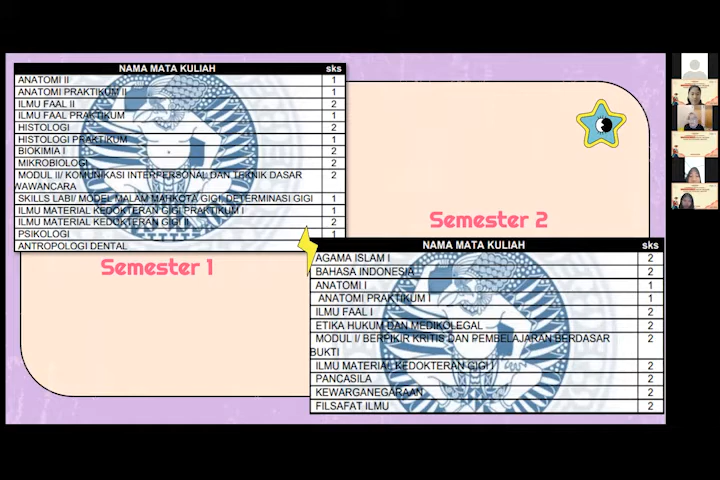 NAMA MATA KULIAH sks
ANATOMI II 1
ANATOMI PRAKTIKUM II 1
ILMU FAAL II 2
ILMU FAAL PRAKTIKUM 1
HISTOLOGI 2
HISTOLOGI PRAKTIKUM 1
BIOKIMIA I 2
MIKROBIOLOGI 2
MODUL II/ KOMUNIKASI INTERPERSONAL DAN TEKNIK DASAR 2
WAWANCARA
SKILLS LABI/ MODEL MALAM MAHKOTA GIGI, DETERMINASI GIGI 1
ILMU MATERIAL KEDOKTERAN GIGI PRAKTIKUM I 1
ILMU MATERIAL KEDOKTERAN GIGI II 2
PSIKOLOGI 1
ANTROPOLOGI DENTAL
Semester 1
Semester 2
NAMA MATA KULIAH sks
AGAMA ISLAM I 2
BAHASA INDONESIA 2
ANATOMI I 1
ANATOMI PRAKTIKUM I 1
ILMU FAAL I 2
ETIKA HUKUM DAN MEDIKOLEGAL 2
MODUL I/ BERPIKIR KRITIS DAN PEMBELAJARAN BERDASAR 2
BUKTI
ILMU MATERIAL KEDOKTERAN GIGI I 2
PANCASILA 2
KEWARGANEGARAAN 2
FILSAFAT ILMU 2